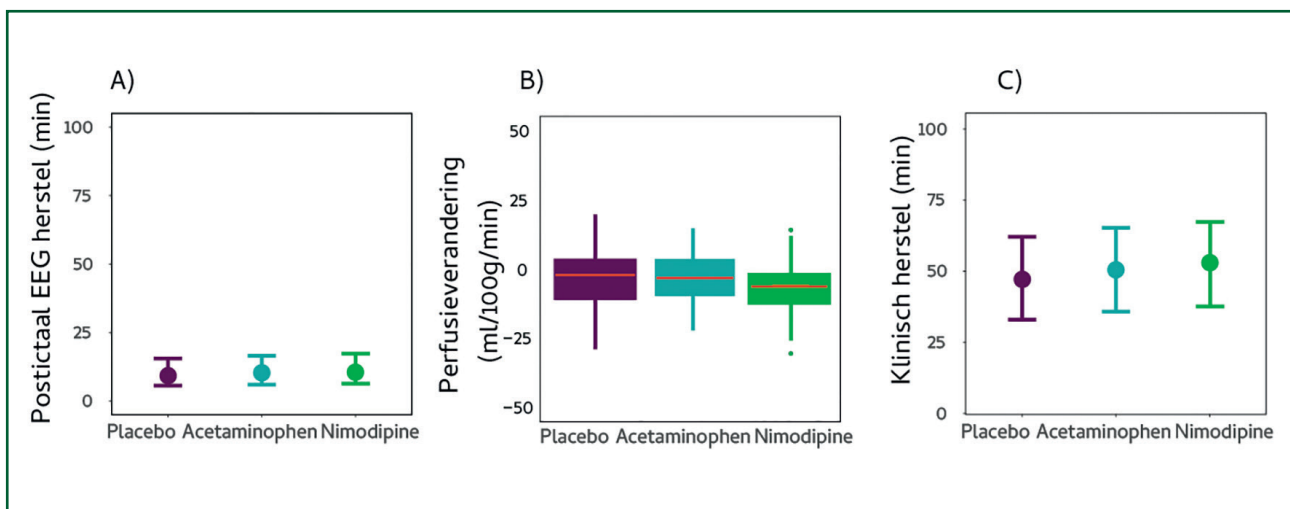 A)
Postictaal EEG herstel (min)
100
75
50
25
0
Placebo Acetaminophen Nimodipine
B)
Perfusieverandering
(ml/100g/min)
50
25
0
−25
−50
Placebo Acetaminophen Nimodipine
C)
Klinisch herstel (min)
100
75
50
25
0
Placebo Acetaminophen Nimodipine